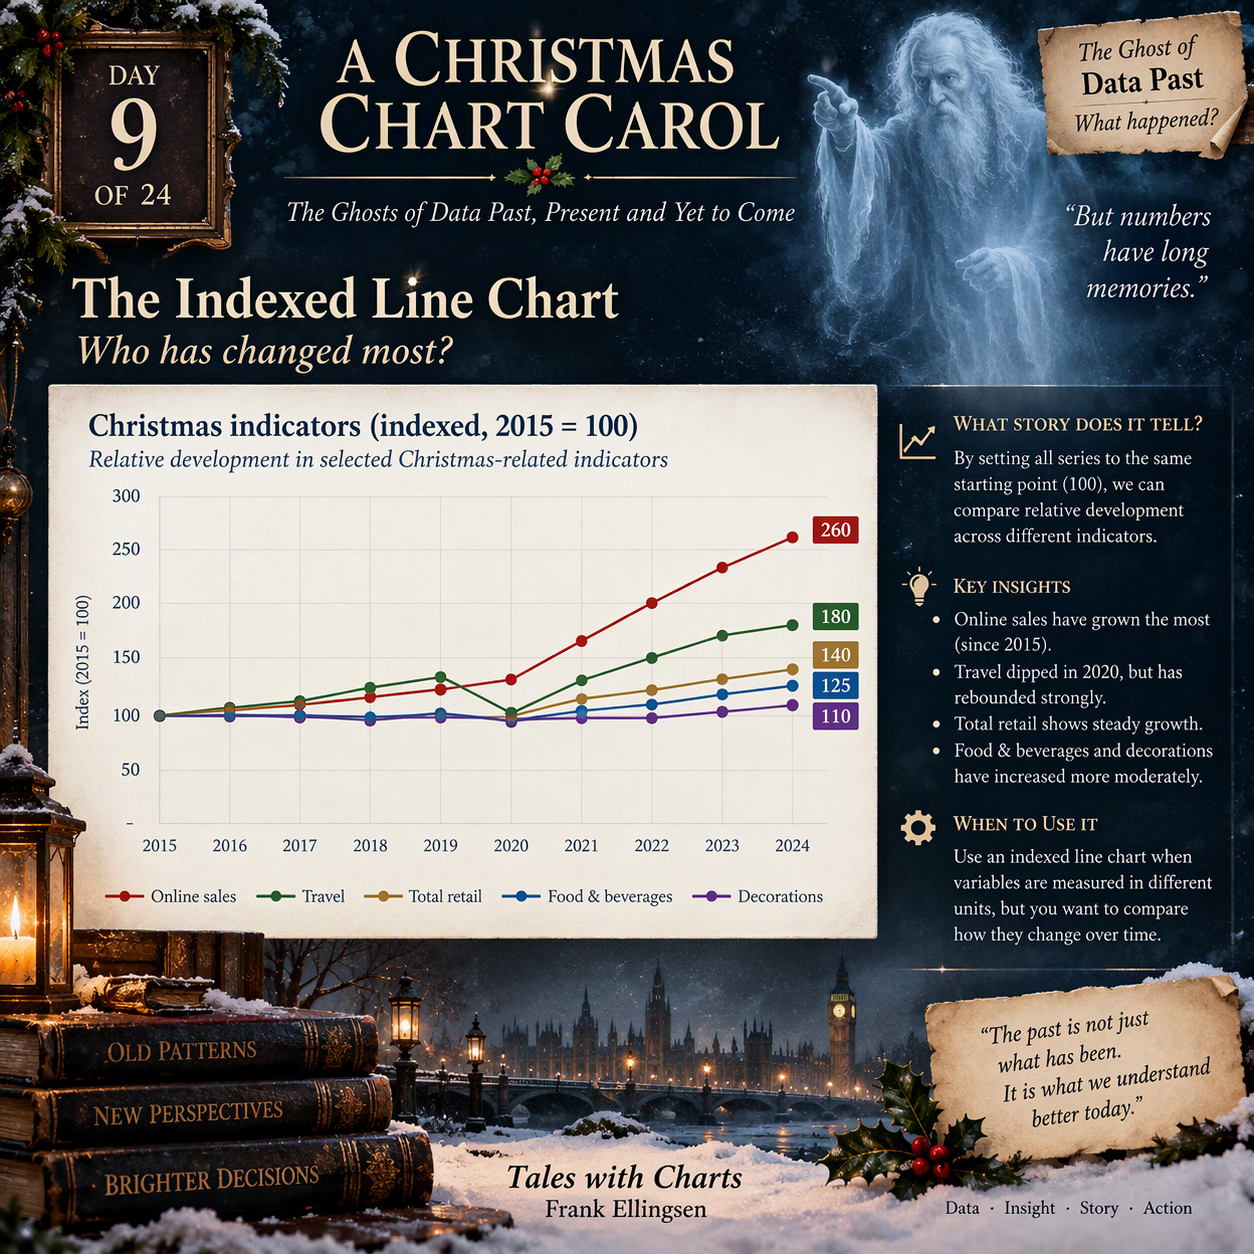 DAY
9
OF 24
A CHRISTMAS
CHART CAROL
The Ghosts of Data Past, Present and Yet to Come
The Ghost of
Data Past
What happened?
“But numbers
have long
memories.”
The Indexed Line Chart
Who has changed most?
Christmas indicators (indexed, 2015 = 100)
Relative development in selected Christmas-related indicators
Index (2015 = 100)
300
250
200
150
100
50
–
260
180
140
125
110
2015 2016 2017 2018 2019 2020 2021 2022 2023 2024
Online sales Travel Total retail Food & beverages Decorations
WHAT STORY DOES IT TELL?
By setting all series to the same
starting point (100), we can
compare relative development
across different indicators.
KEY INSIGHTS
• Online sales have grown the most
(since 2015).
• Travel dipped in 2020, but has
rebounded strongly.
• Total retail shows steady growth.
• Food & beverages and decorations
have increased more moderately.
WHEN TO USE IT
Use an indexed line chart when
variables are measured in different
units, but you want to compare
how they change over time.
OLD PATTERNS
NEW PERSPECTIVES
· BRIGHTER DECISIONS
“The past is not just
what has been.
It is what we understand
better today.”
Tales with Charts
Frank Ellingsen
Data · Insight · Story · Action